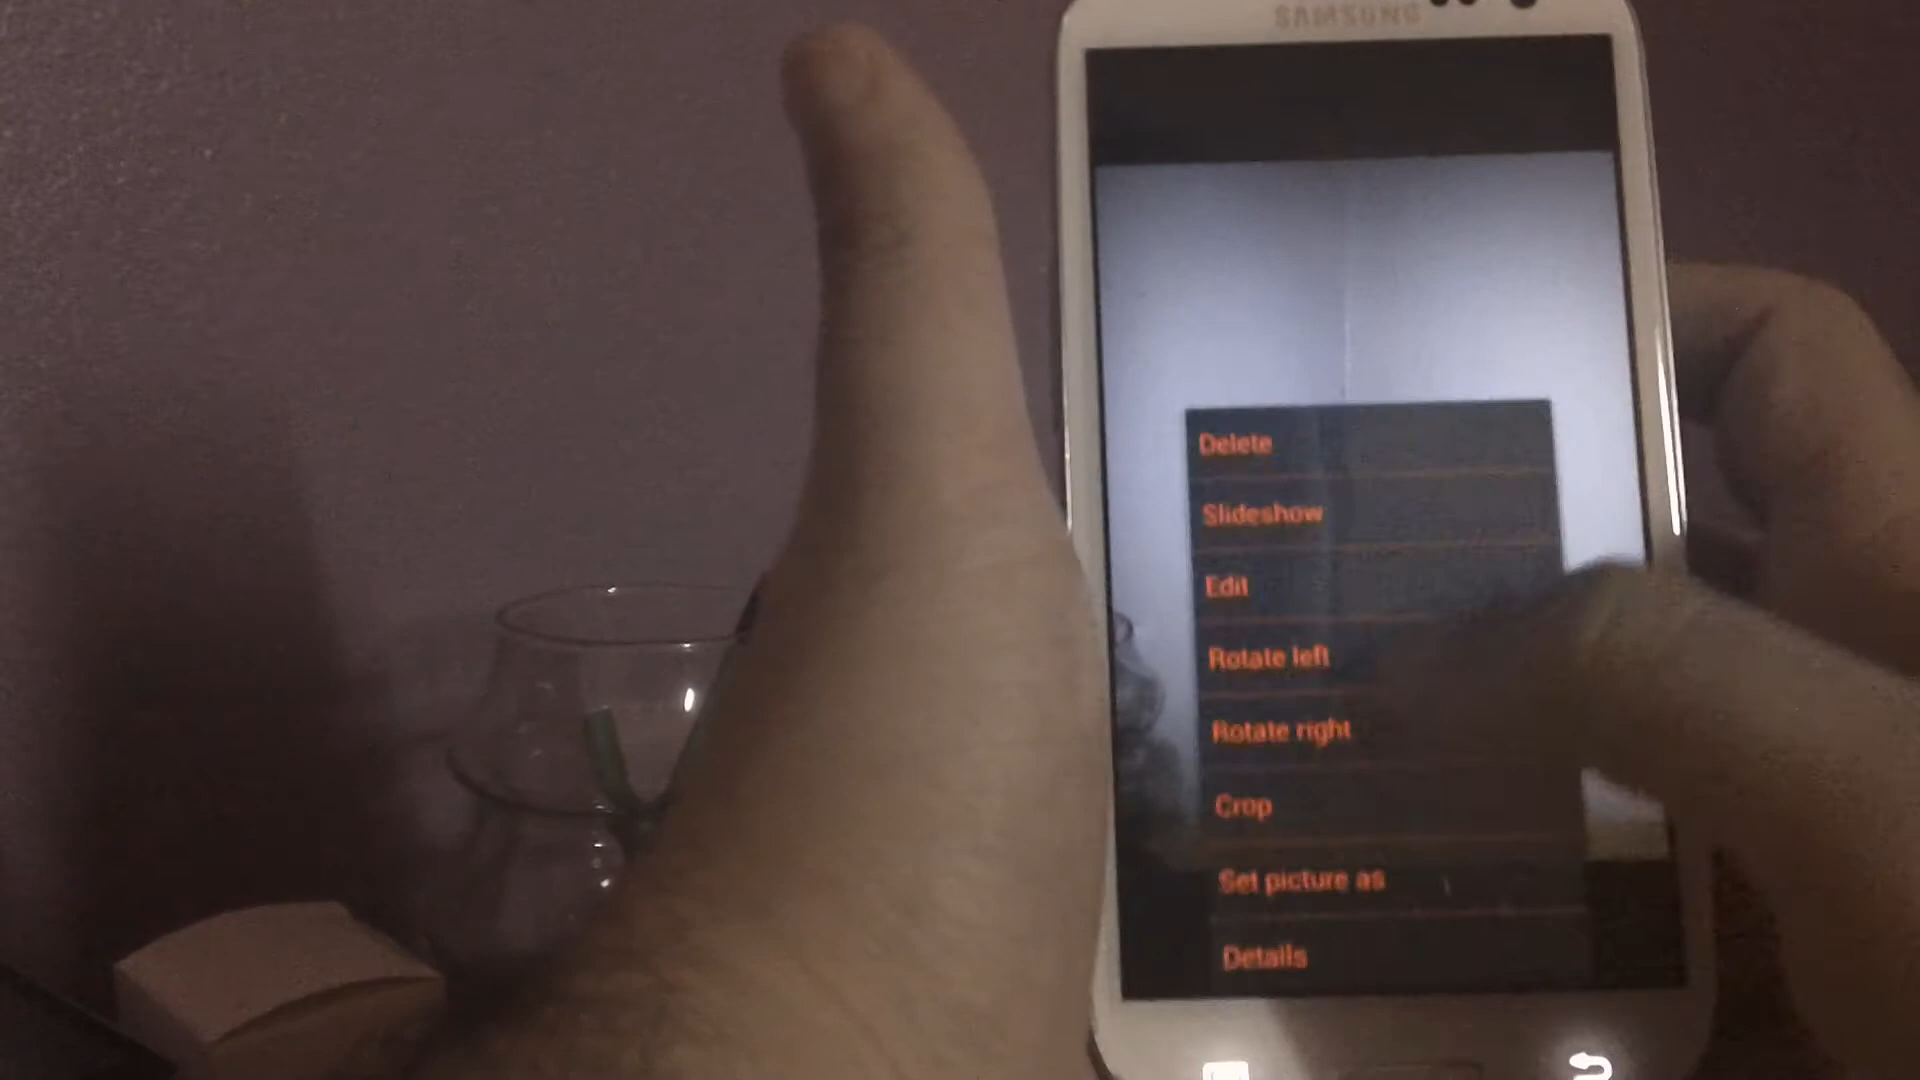 SAMSUNG
Delete
Slideshow
Edit
Rotate left
Rotate right
Crop
Set picture as
Details